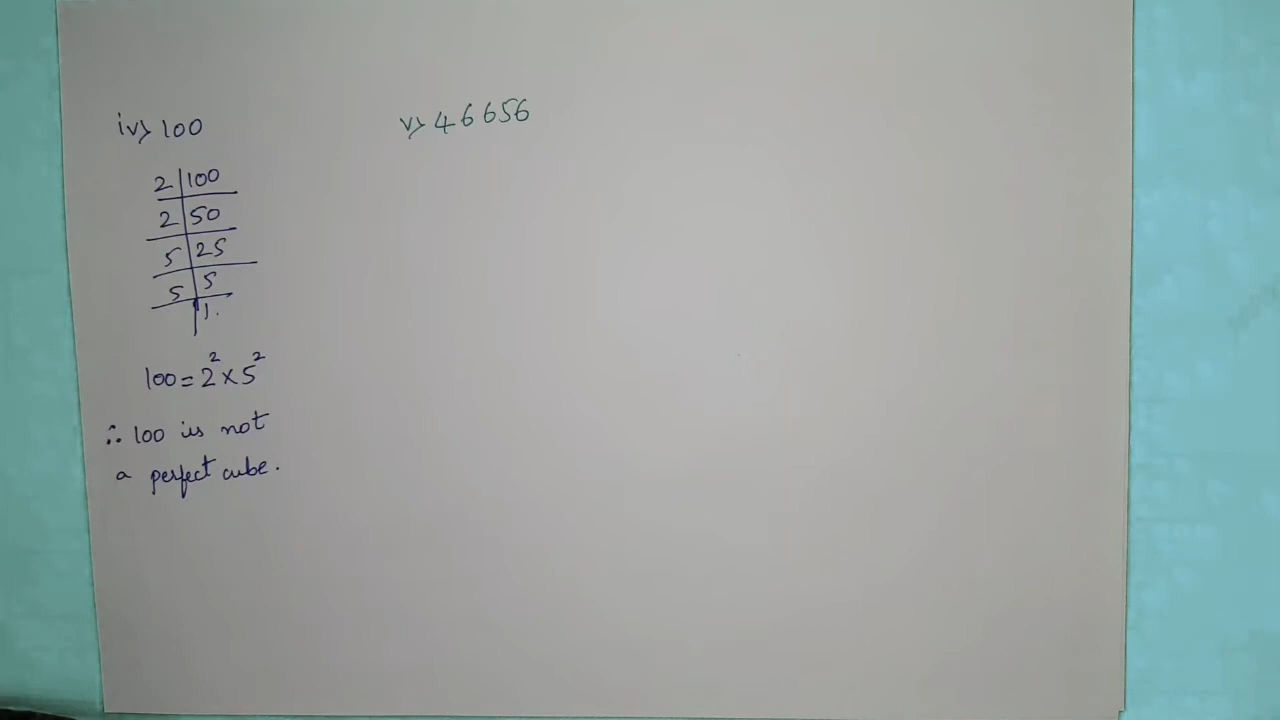 iv> 100
2 | 100
2 | 50
5 | 25
5 | 5
| 1.
100 = 2² × 5²
∴ 100 is not
a perfect cube.
v> 46656